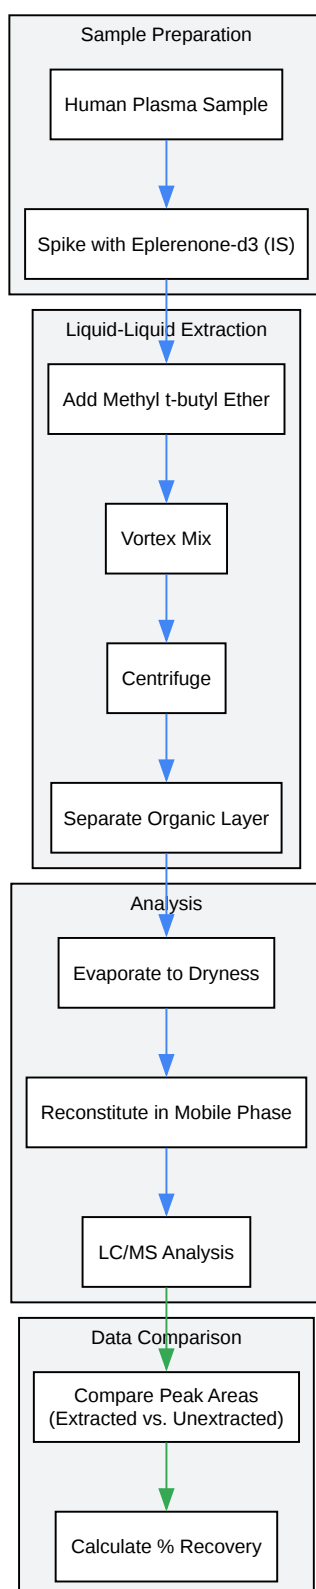 Sample Preparation
Human Plasma Sample
Spike with Eplerenone-d3 (IS)
Liquid-Liquid Extraction
Add Methyl t-butyl Ether
Vortex Mix
Centrifuge
Separate Organic Layer
Analysis
Evaporate to Dryness
Reconstitute in Mobile Phase
LC/MS Analysis
Data Comparison
Compare Peak Areas
(Extracted vs. Unextracted)
Calculate % Recovery